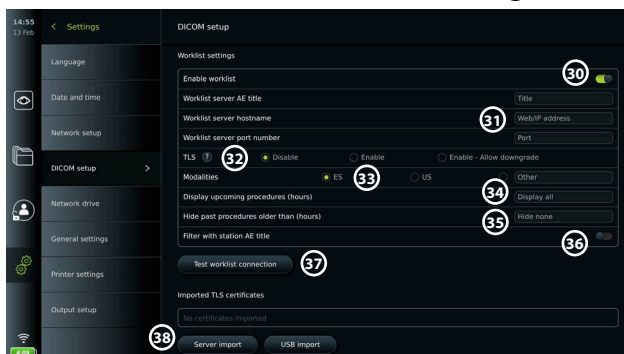 14:55
13 Feb
< Settings
DICOM setup
Language
Date and time
Network setup
DICOM setup >
Network drive
General settings
Printer settings
Output setup
Worklist settings
Enable worklist 30
Worklist server AE title Title
Worklist server hostname 31 Web/IP address
Worklist server port number Port
TLS ? 32 Disable Enable Enable - Allow downgrade
Modalities ES 33 US Other
Display upcoming procedures (hours) 34 Display all
Hide past procedures older than (hours) 35 Hide none
Filter with station AE title 36
Test worklist connection 37
Imported TLS certificates
No certificates imported
38 Server import USB import
4:09